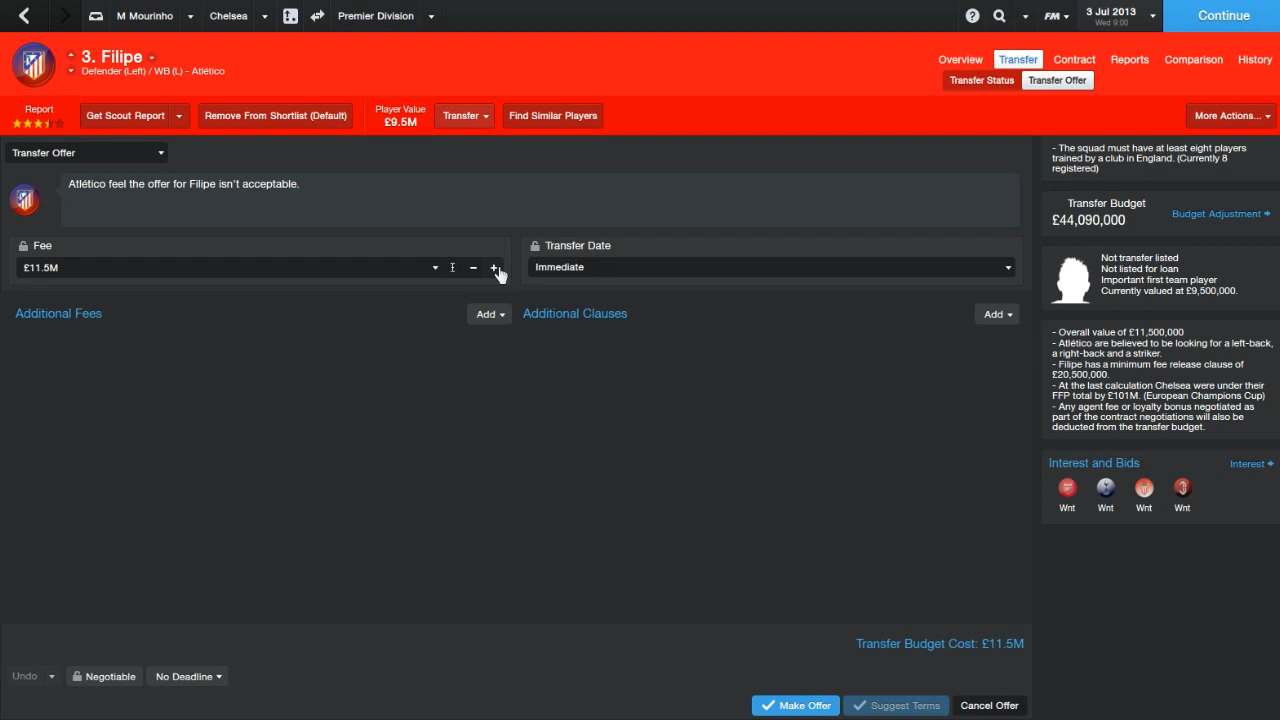 M Mourinho
Chelsea
Premier Division
FM
3 Jul 2013
Wed 9:00
Continue
3. Filipe
Defender (Left) / WB (L) - Atlético
Overview
Transfer
Contract
Reports
Comparison
History
Transfer Status
Transfer Offer
Report
Get Scout Report
Remove From Shortlist (Default)
Player Value
£9.5M
Transfer
Find Similar Players
More Actions...
Transfer Offer
Atlético feel the offer for Filipe isn't acceptable.
Fee
£11.5M
Transfer Date
Immediate
Additional Fees
Add
Additional Clauses
Add
- The squad must have at least eight players
trained by a club in England. (Currently 8
registered)
Transfer Budget
£44,090,000
Budget Adjustment
Not transfer listed
Not listed for loan
Important first team player
Currently valued at £9,500,000.
- Overall value of £11,500,000
- Atlético are believed to be looking for a left-back,
a right-back and a striker.
- Filipe has a minimum fee release clause of
£20,500,000.
- At the last calculation Chelsea were under their
FFP total by £101M. (European Champions Cup)
- Any agent fee or loyalty bonus negotiated as
part of the contract negotiations will also be
deducted from the transfer budget.
Interest and Bids
Interest
Wnt
Wnt
Wnt
Wnt
Transfer Budget Cost: £11.5M
Undo
Negotiable
No Deadline
Make Offer
Suggest Terms
Cancel Offer